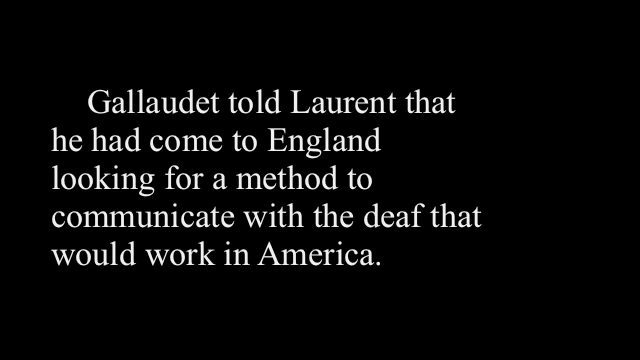 Gallaudet told Laurent that
he had come to England
looking for a method to
communicate with the deaf that
would work in America.